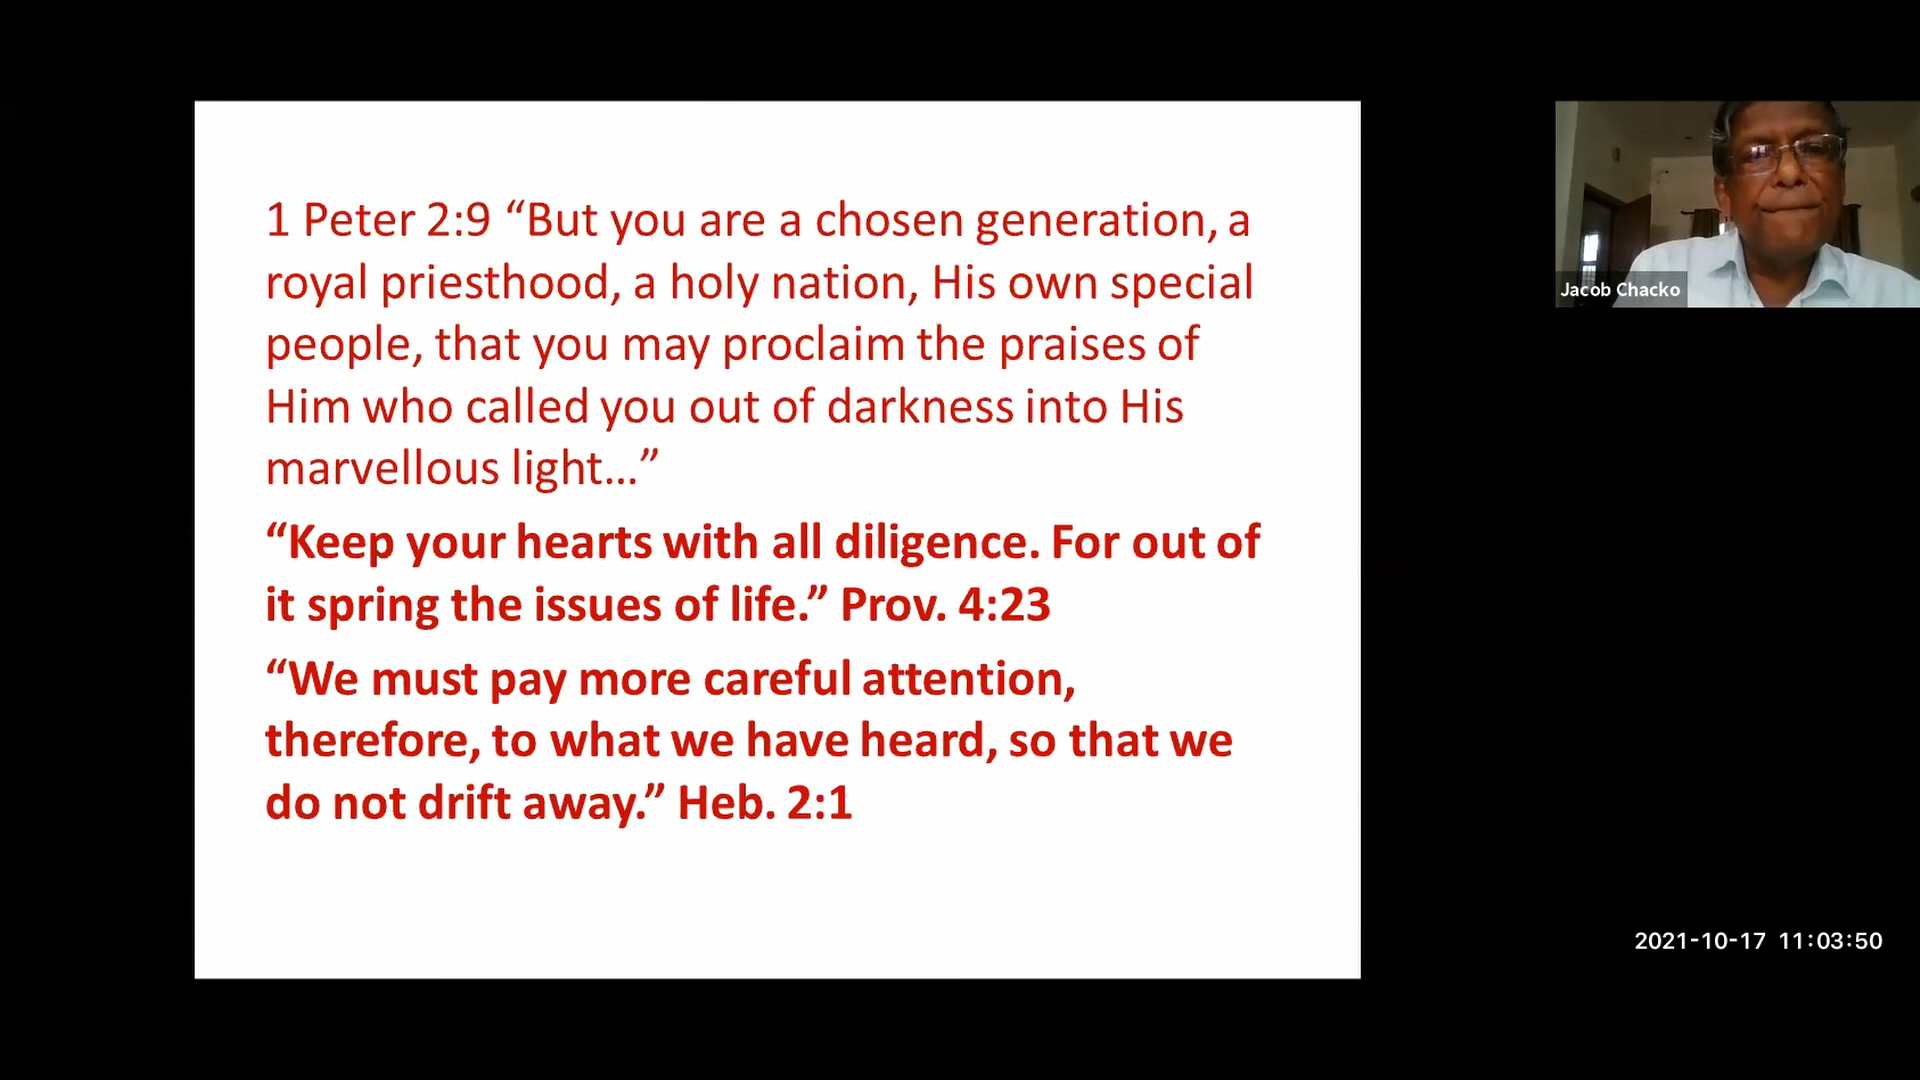 1 Peter 2:9 “But you are a chosen generation, a
royal priesthood, a holy nation, His own special
people, that you may proclaim the praises of
Him who called you out of darkness into His
marvellous light...”
“Keep your hearts with all diligence. For out of
it spring the issues of life.” Prov. 4:23
“We must pay more careful attention,
therefore, to what we have heard, so that we
do not drift away.” Heb. 2:1
Jacob Chacko
2021-10-17 11:03:50